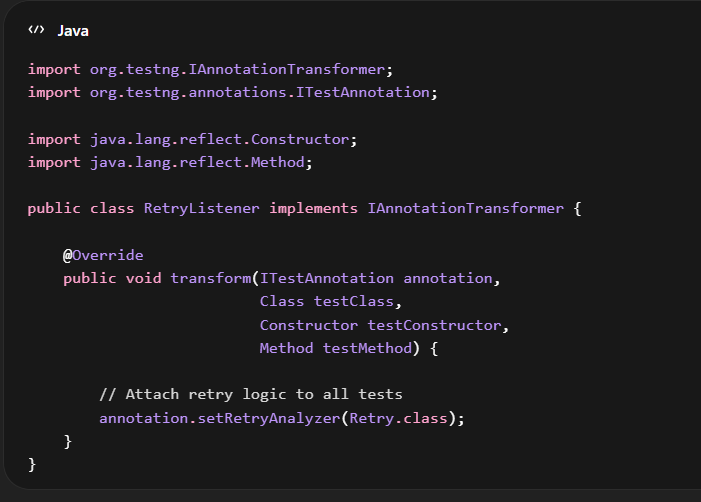 </> Java
import org.testng.IAnnotationTransformer;
import org.testng.annotations.ITestAnnotation;
import java.lang.reflect.Constructor;
import java.lang.reflect.Method;
public class RetryListener implements IAnnotationTransformer {
@Override
public void transform(ITestAnnotation annotation,
Class testClass,
Constructor testConstructor,
Method testMethod) {
// Attach retry logic to all tests
annotation.setRetryAnalyzer(Retry.class);
}
}